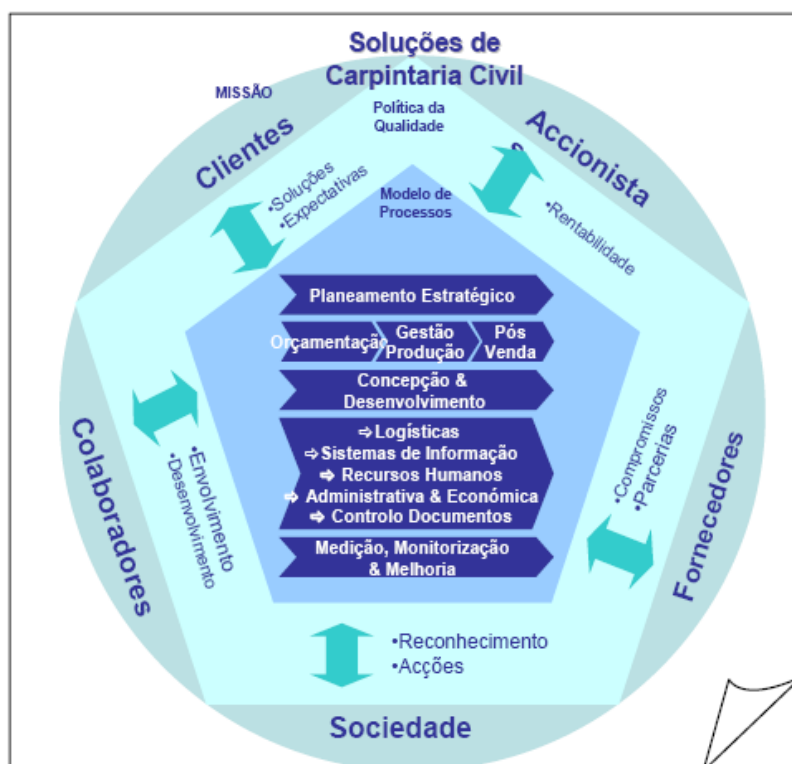 Soluções de
Carpintaria Civil
MISSÃO
Política da
Qualidade
Clientes
Accionista
s
•Soluções
•Expectativas
•Rentabilidade
Modelo de
Processos
Planeamento Estratégico
Orçamentação
Gestão
Produção
Pós
Venda
Concepção &
Desenvolvimento
⇨Logísticas
⇨Sistemas de Informação
⇨ Recursos Humanos
⇨ Administrativa & Económica
⇨ Controlo Documentos
Medição, Monitorização
& Melhoria
Colaboradores
•Envolvimento
•Desenvolvimento
•Compromissos
•Parcerias
Fornecedores
•Reconhecimento
•Acções
Sociedade